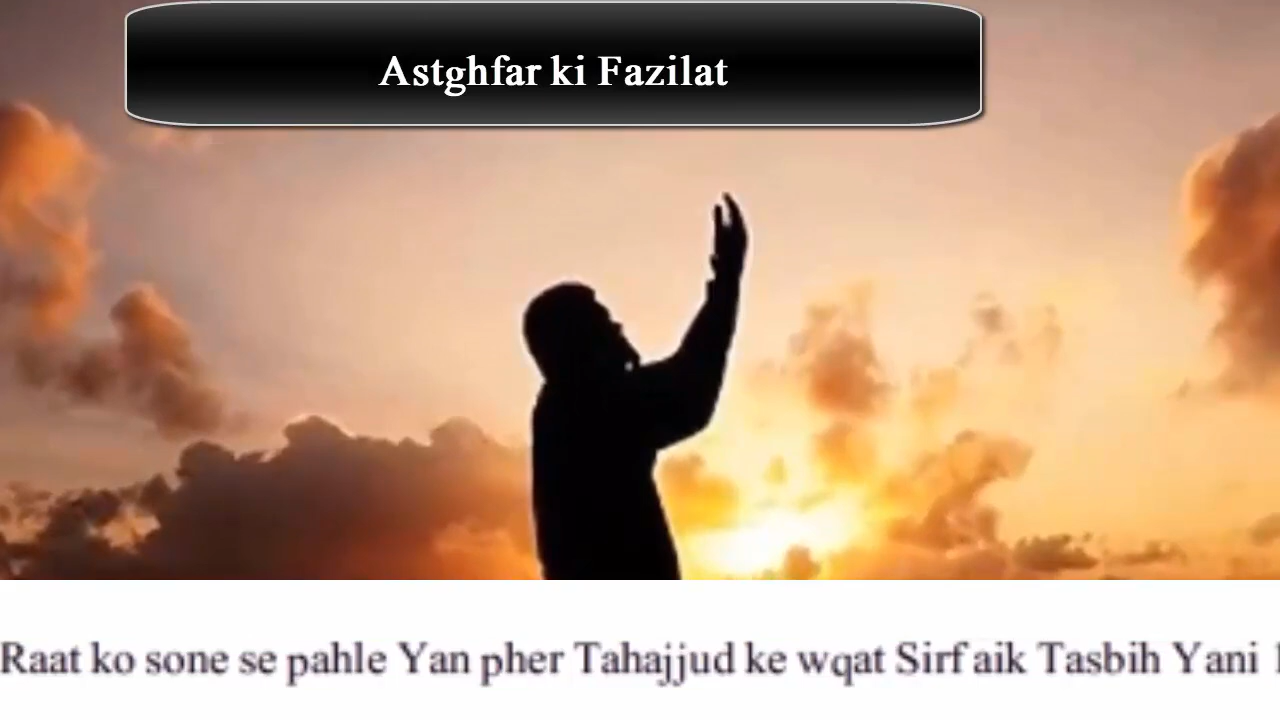 Astghfar ki Fazilat
Raat ko sone se pahle Yan pher Tahajjud ke wqat Sirf aik Tasbih Yani